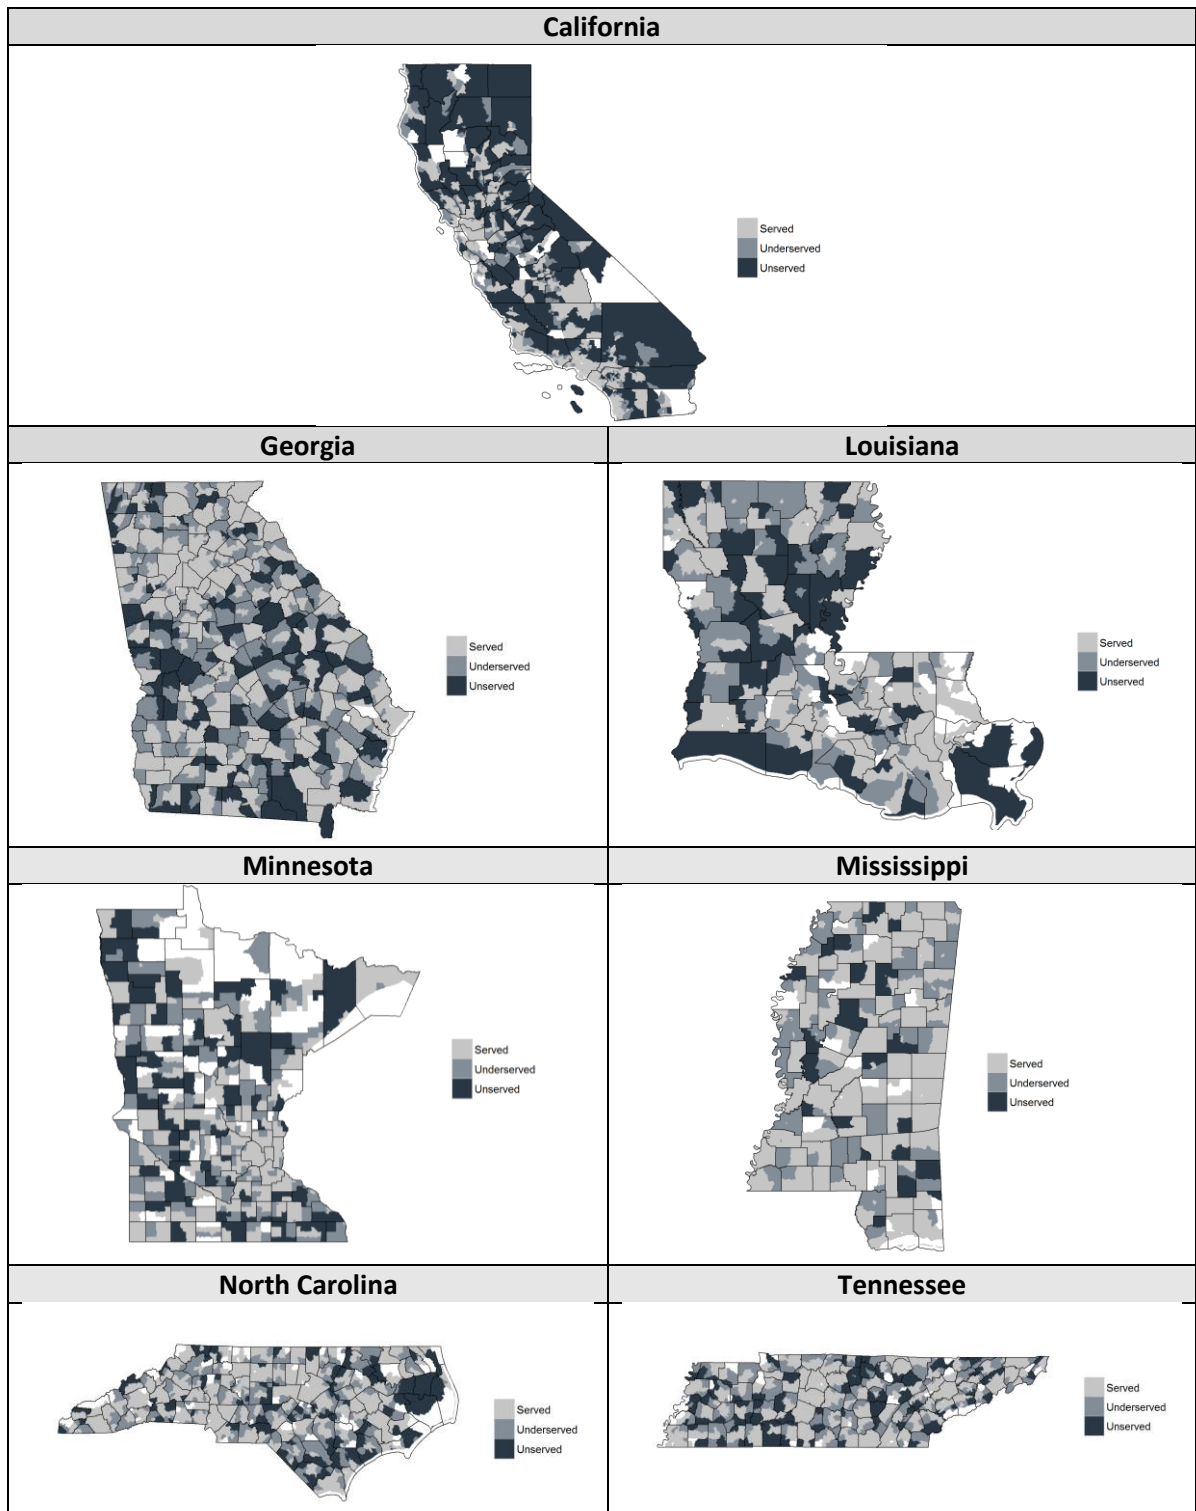 California
Served
Underserved
Unserved
Georgia
Louisiana
Served
Underserved
Unserved
Served
Underserved
Unserved
Minnesota
Mississippi
Served
Underserved
Unserved
Served
Underserved
Unserved
North Carolina
Tennessee
Served
Underserved
Unserved
Served
Underserved
Unserved